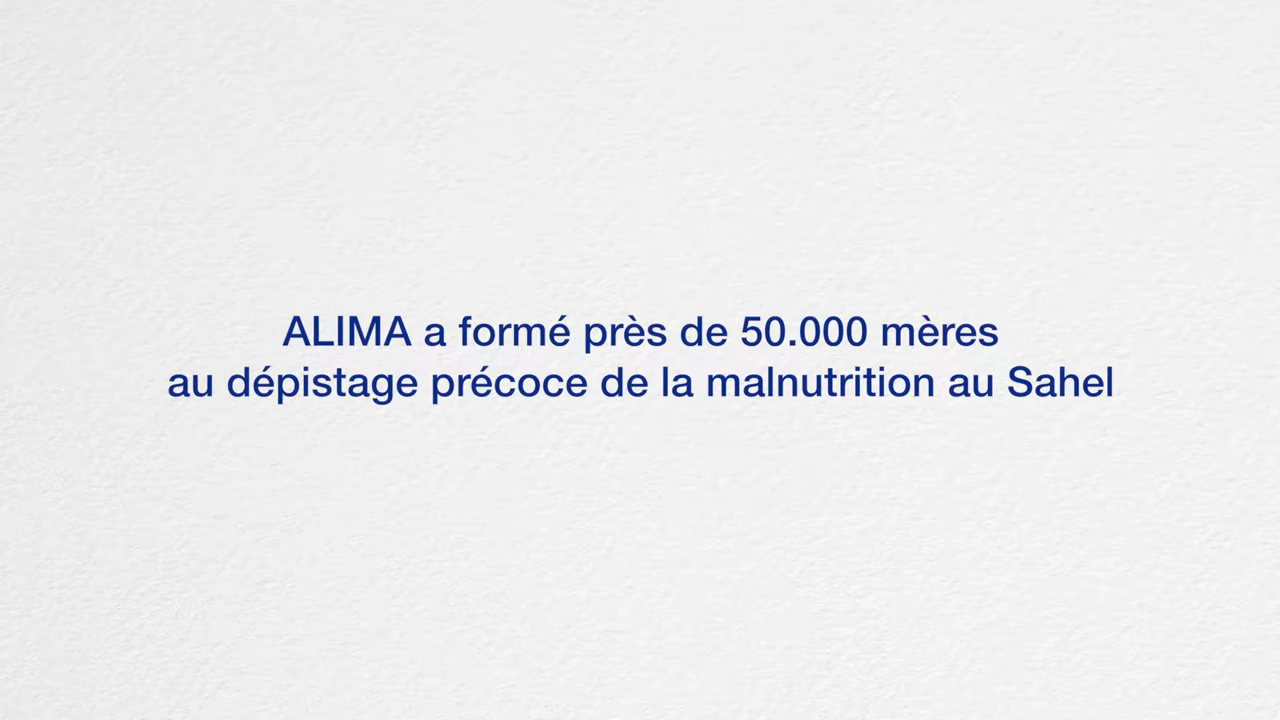 ALIMA a formé près de 50.000 mères
au dépistage précoce de la malnutrition au Sahel